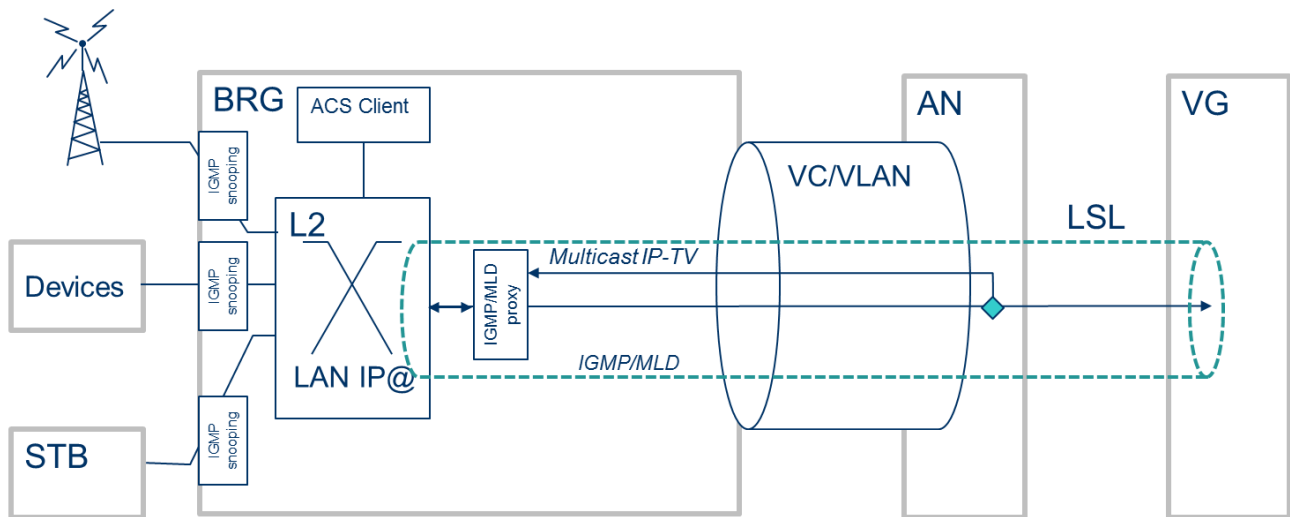 BRG
ACS Client
AN
VG
IGMP
snooping
VC/VLAN
L2
LSL
Devices
IGMP
snooping
Multicast IP-TV
IGMP/MLD
proxy
IGMP/MLD
LAN IP@
STB
IGMP
snooping